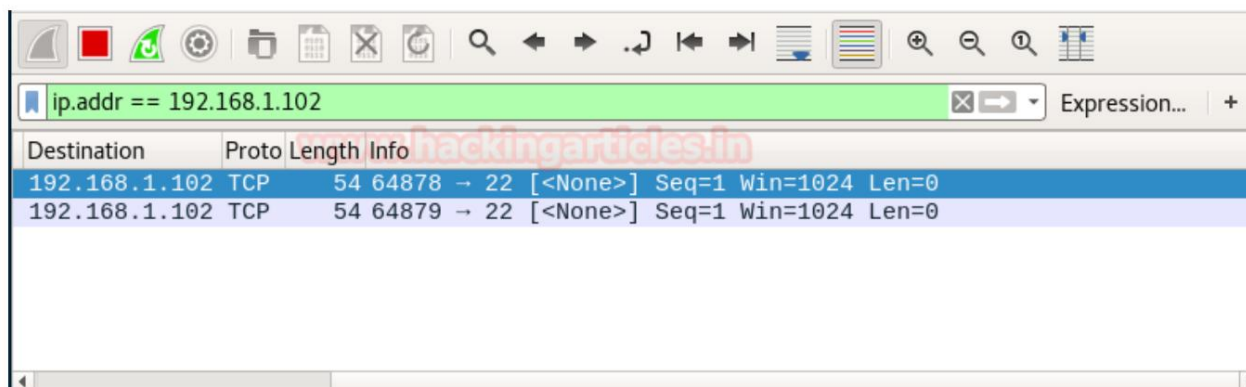 ip.addr == 192.168.1.102 Expression... +
www.hackingarticles.in
Destination Proto Length Info
192.168.1.102 TCP 54 64878 → 22 [<None>] Seq=1 Win=1024 Len=0
192.168.1.102 TCP 54 64879 → 22 [<None>] Seq=1 Win=1024 Len=0